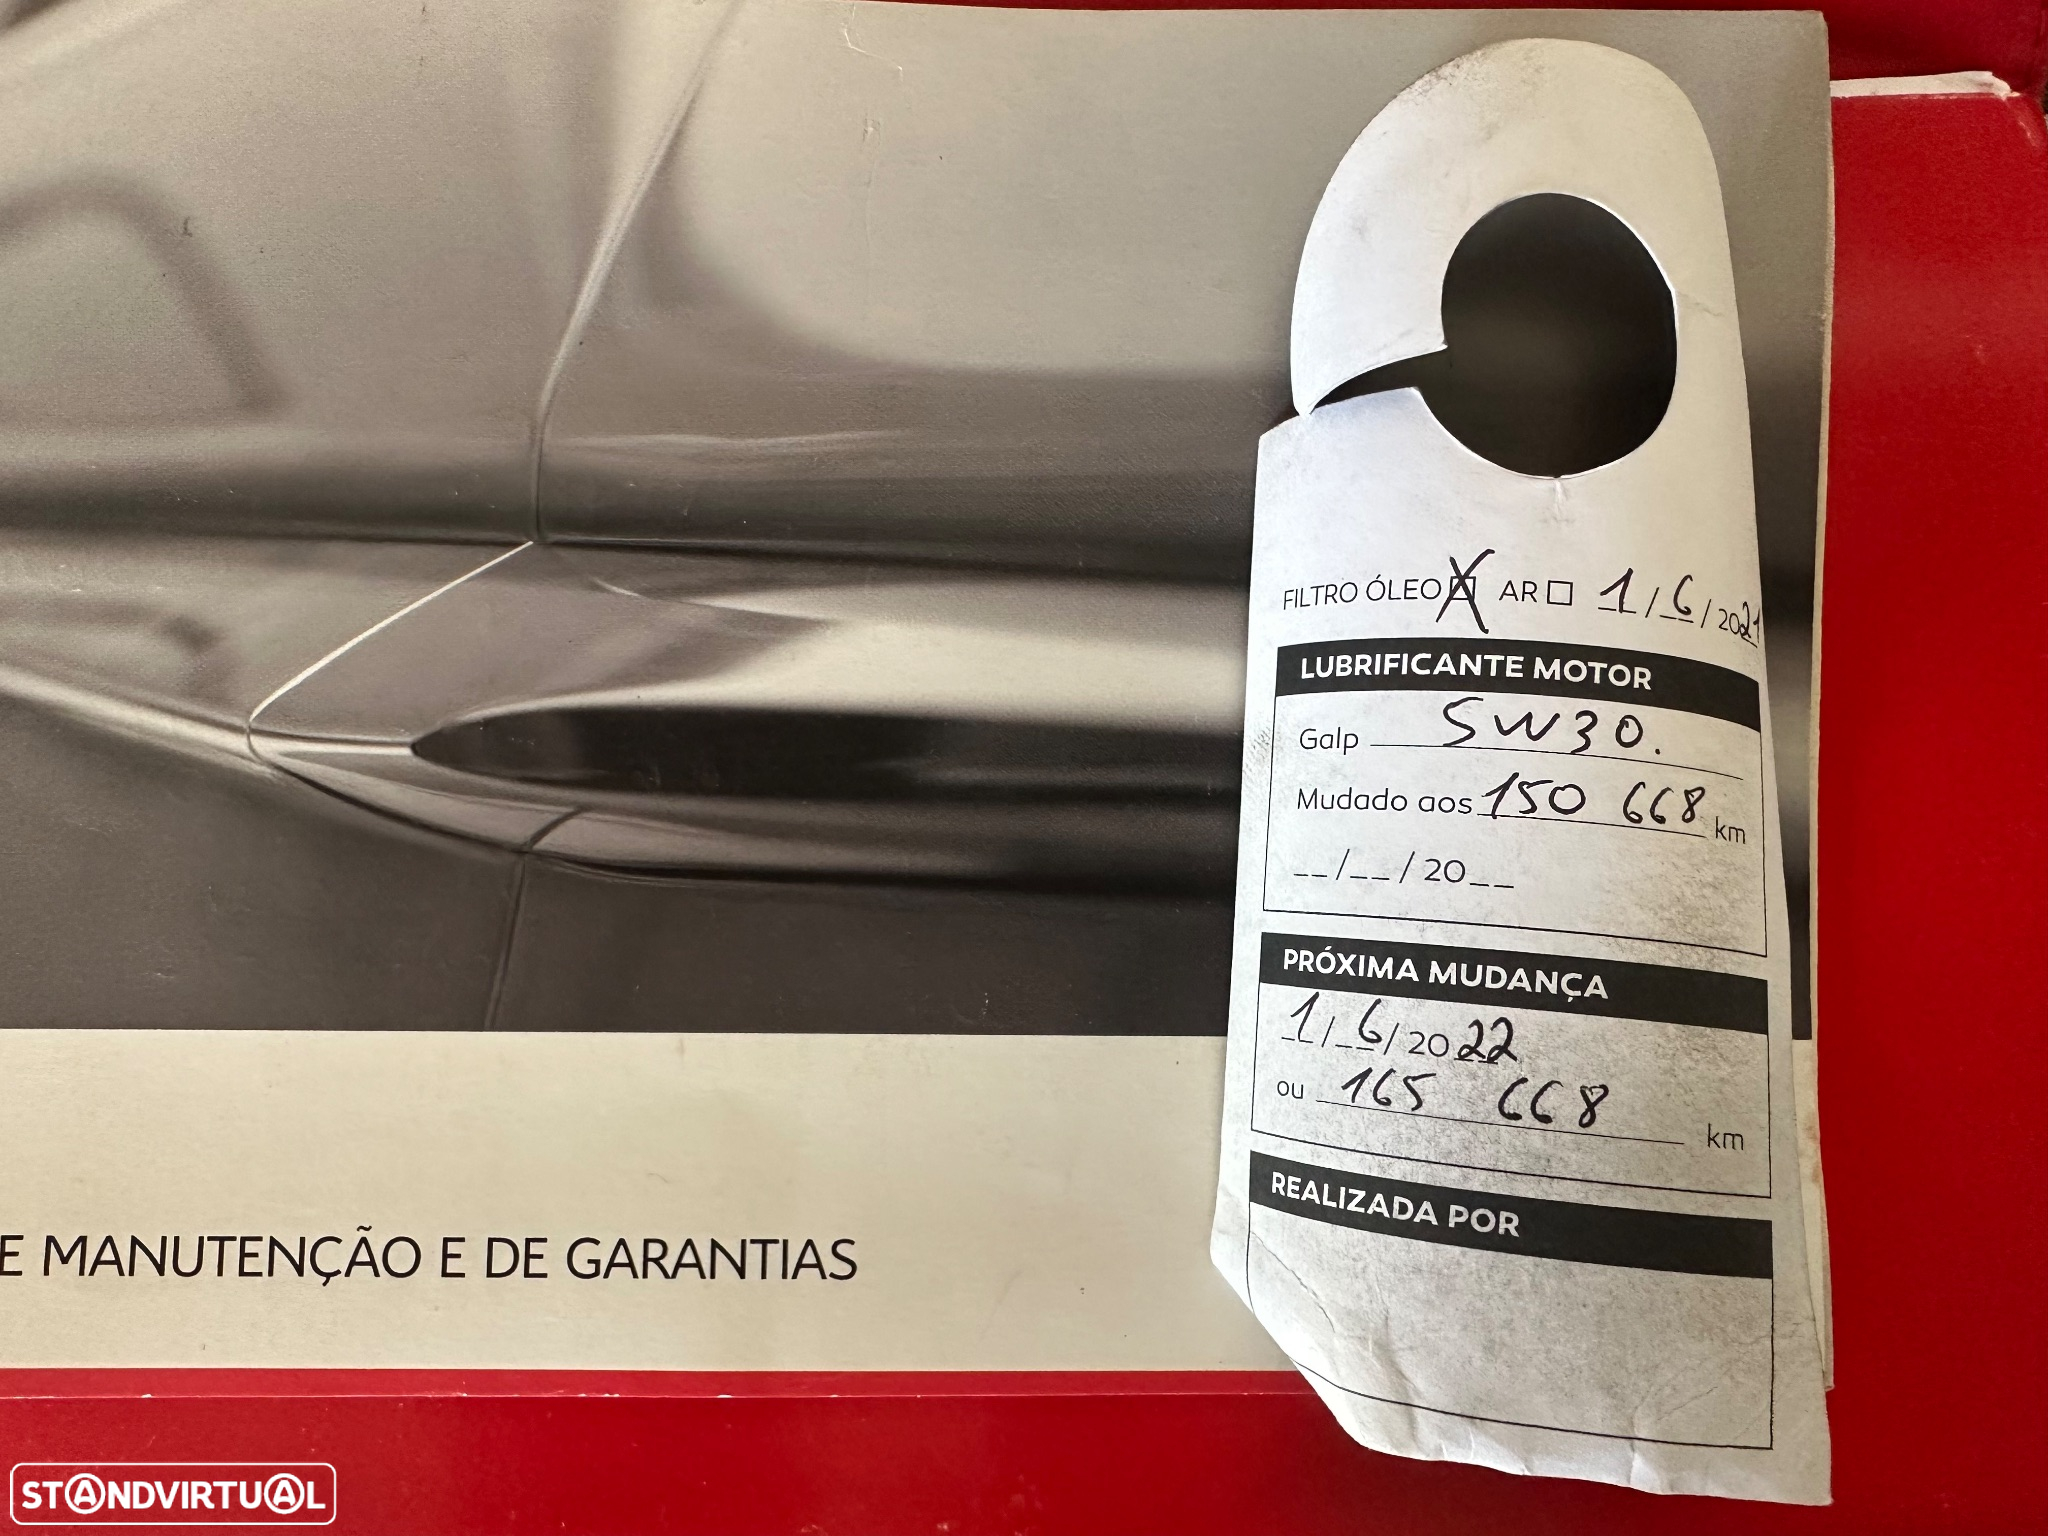 FILTRO ÓLEO X AR 1/6/2021
LUBRIFICANTE MOTOR
Galp 5W30.
Mudado aos 150 668 km
__/__/20__
PRÓXIMA MUDANÇA
1/6/2022
ou 165 668 km
REALIZADA POR
E MANUTENÇÃO E DE GARANTIAS
STANDVIRTUAL